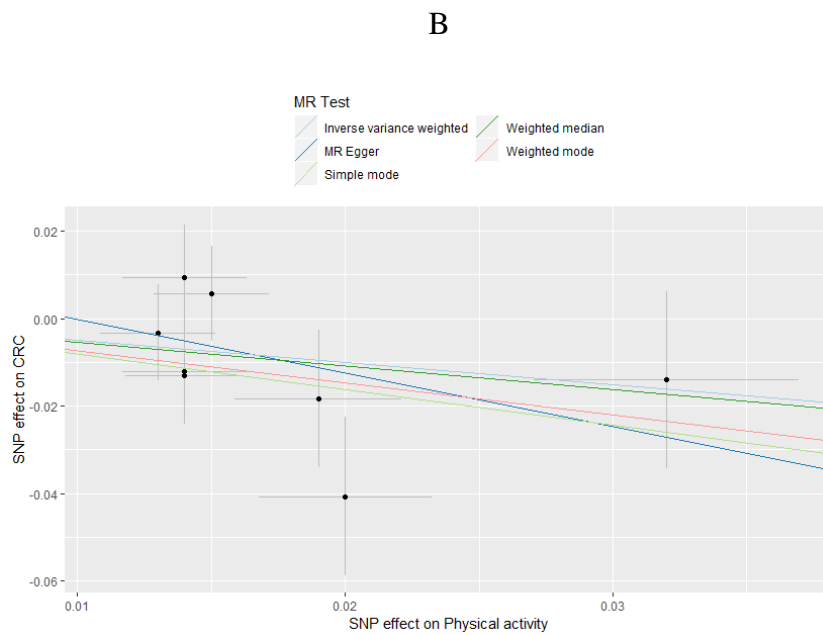 B
MR Test
Inverse variance weighted
Weighted median
MR Egger
Weighted mode
Simple mode
0.02
0.00
-0.02
-0.04
-0.06
SNP effect on CRC
0.01
0.02
0.03
SNP effect on Physical activity